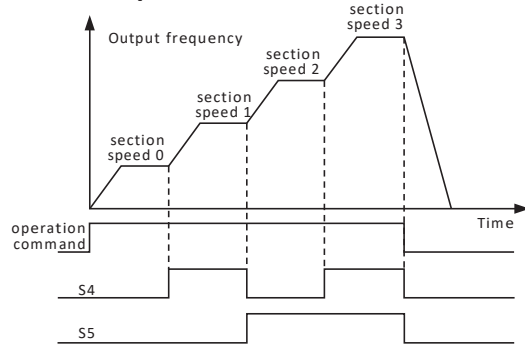 section
speed 3
Output frequency
section
speed 2
section
speed 1
section
speed 0
Time
operation
command
S4
S5